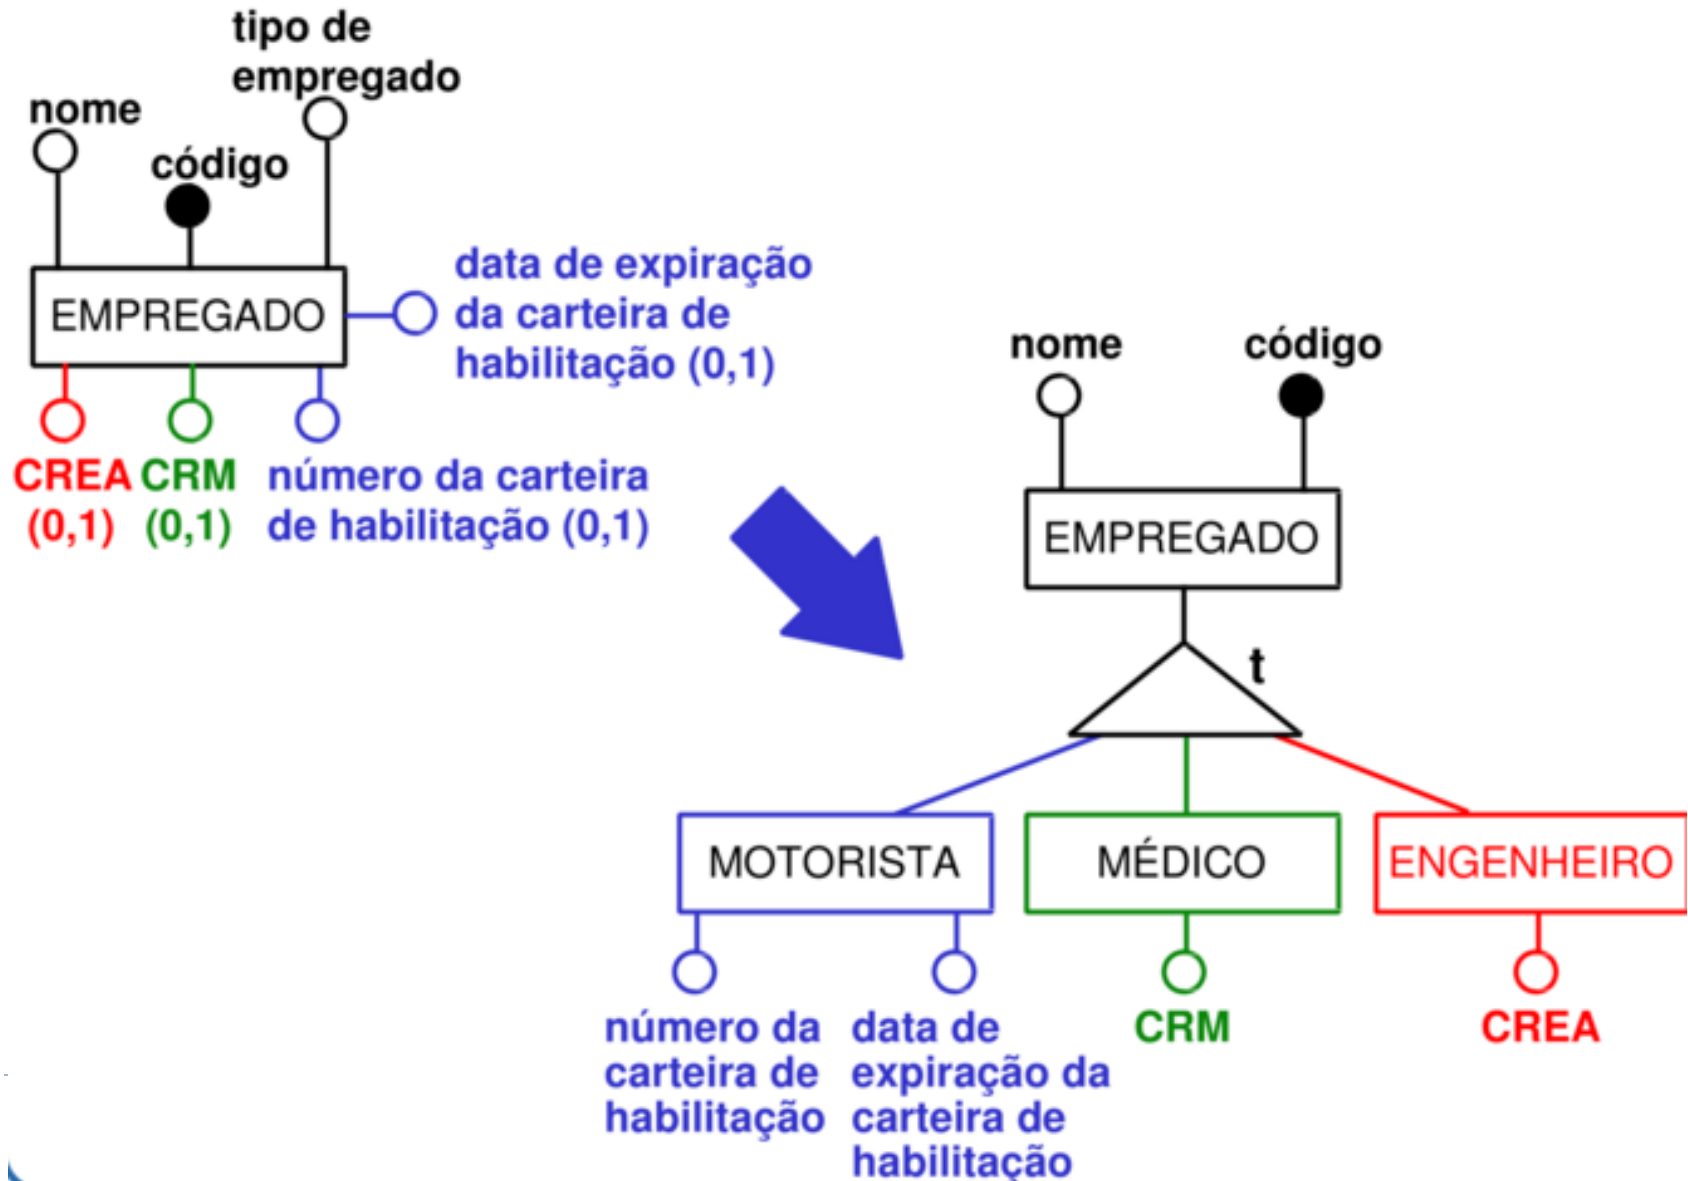 tipo de
empregado
nome
código
EMPREGADO
data de expiração
da carteira de
habilitação (0,1)
CREA
(0,1)
CRM
(0,1)
número da carteira
de habilitação (0,1)
nome
código
EMPREGADO
t
MOTORISTA
MÉDICO
ENGENHEIRO
número da
carteira de
habilitação
data de
expiração da
carteira de
habilitação
CRM
CREA